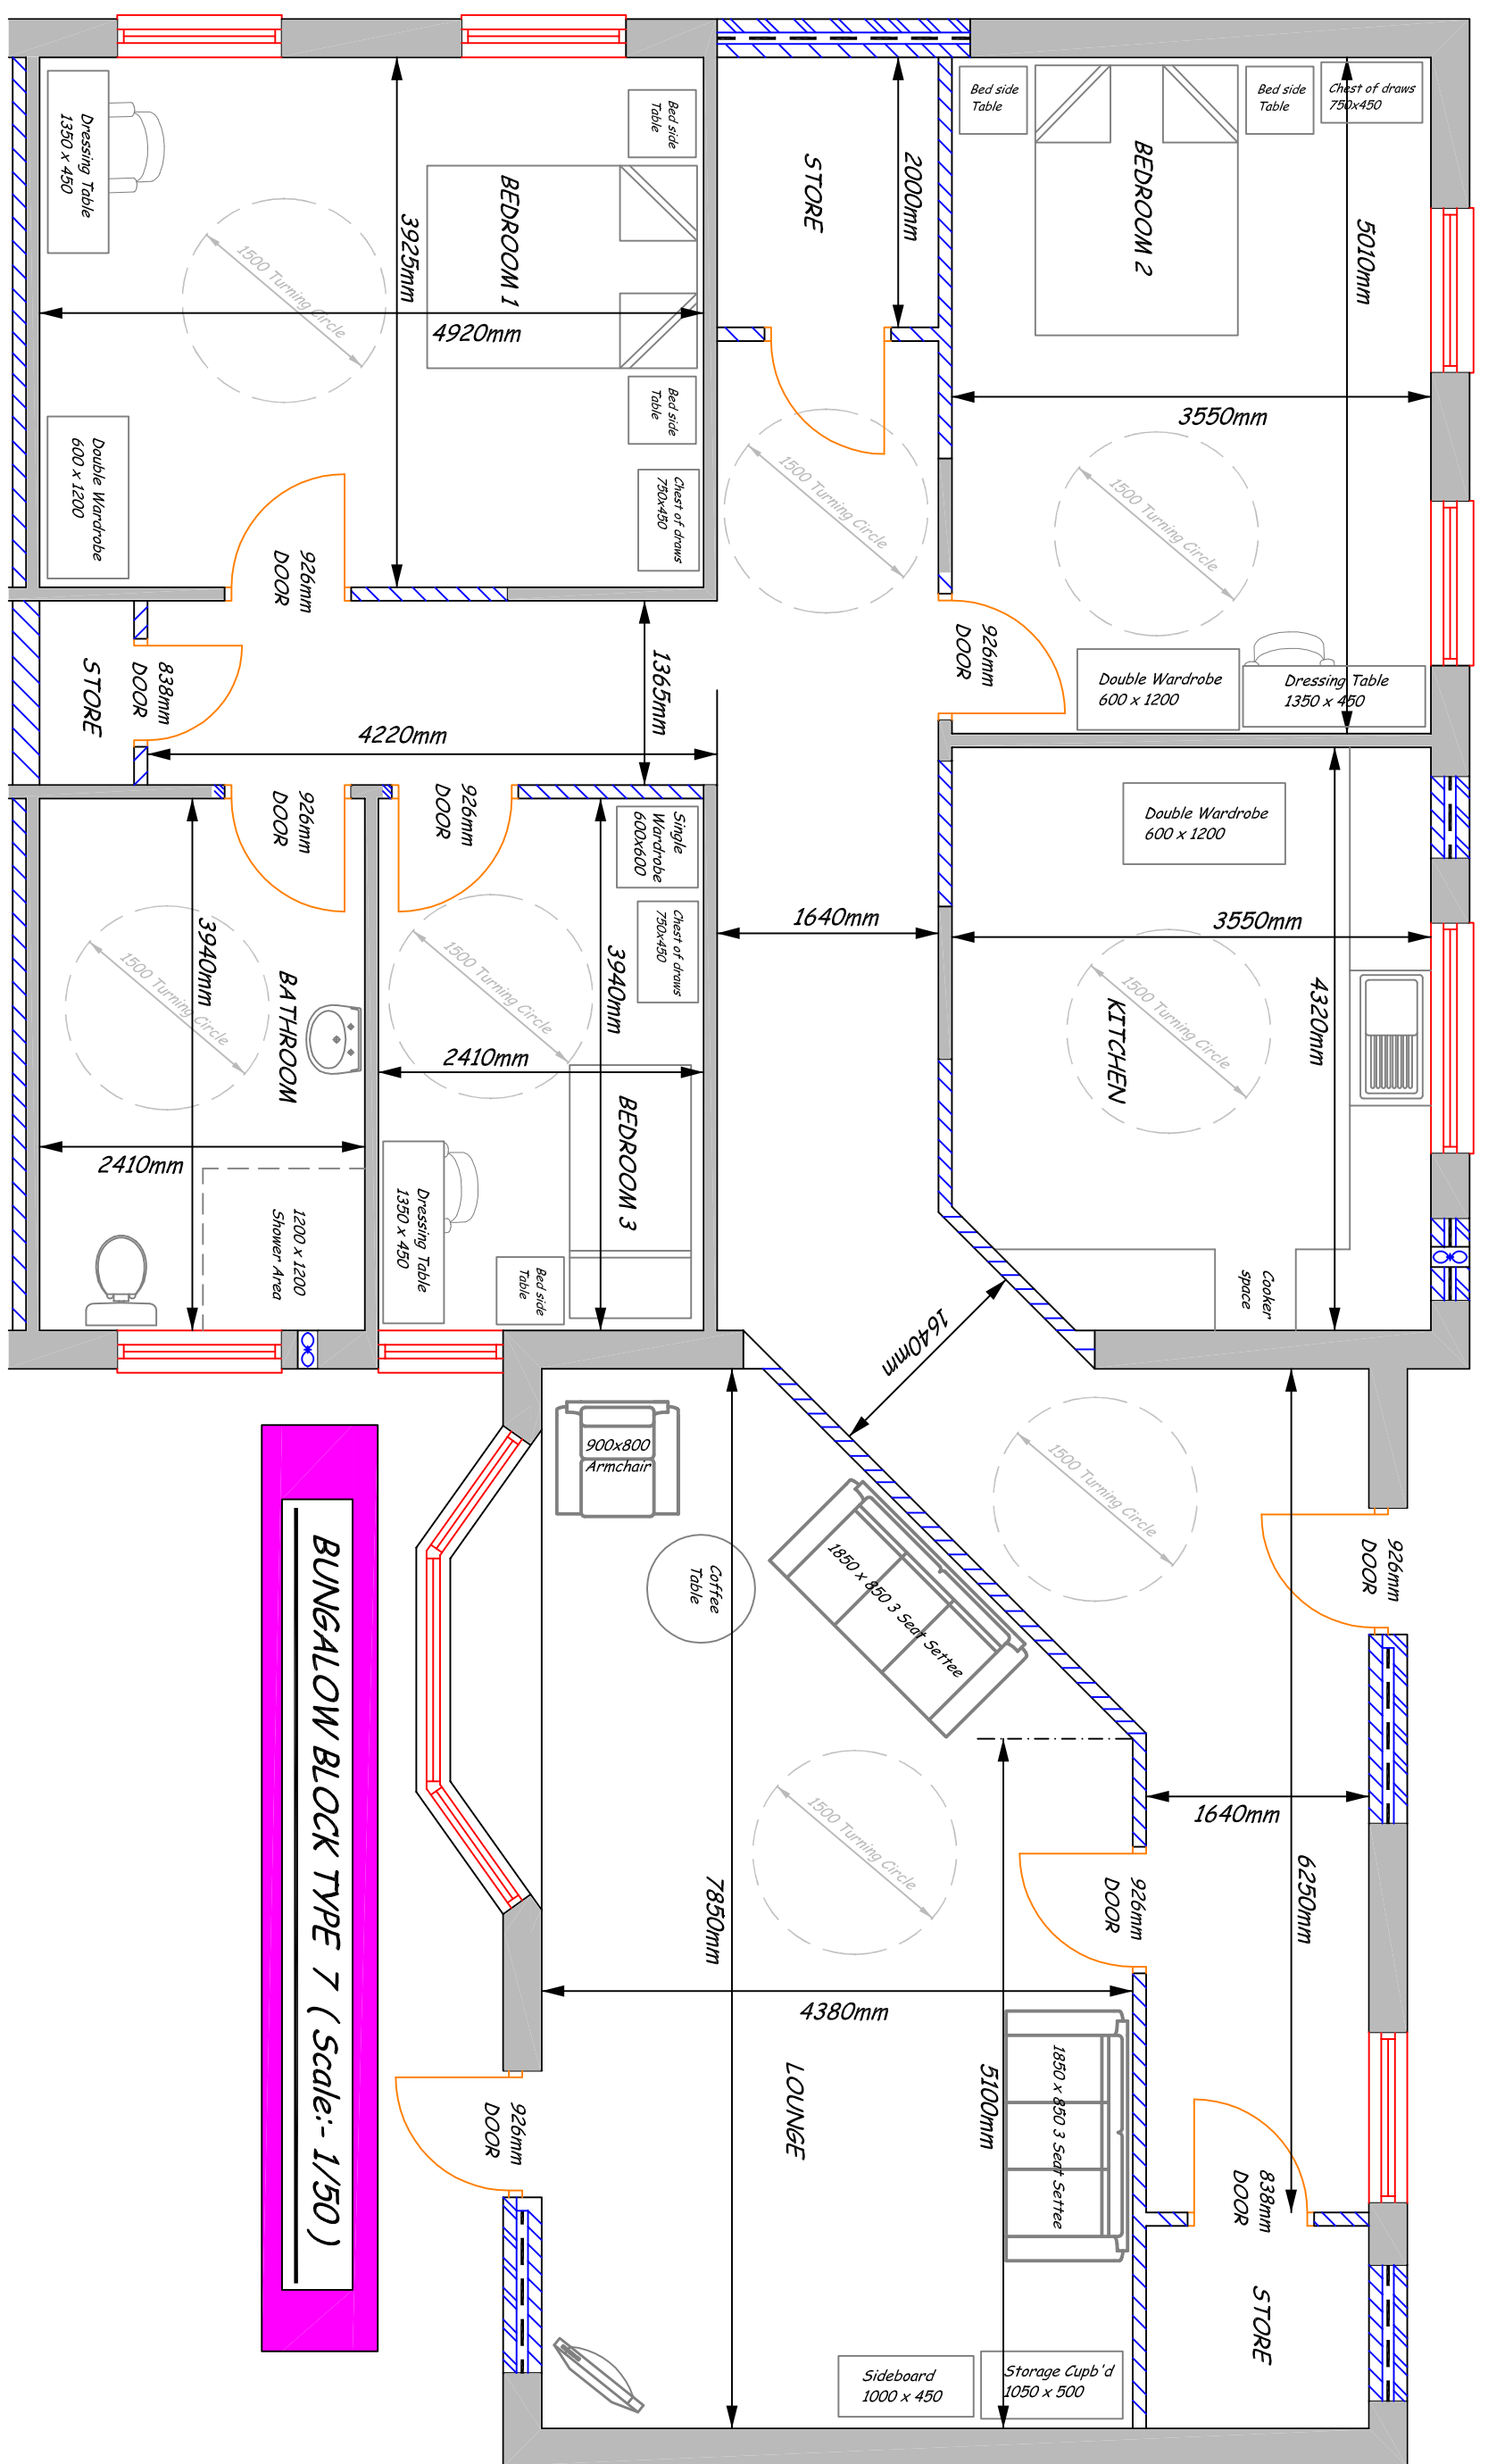 Dressing Table
1350 x 450
1500 Turning Circle
3925mm
4920mm
BEDROOM 1
Bed side
Table
Bed side
Table
Chest of draws
750x450
Double Wardrobe
600 x 1200
926mm
DOOR
STORE
2000mm
1500 Turning Circle
Bed side
Table
BEDROOM 2
Bed side
Table
Chest of draws
750x450
5010mm
3550mm
1500 Turning Circle
926mm
DOOR
Double Wardrobe
600 x 1200
Dressing Table
1350 x 450
STORE
838mm
DOOR
1365mm
4220mm
926mm
DOOR
926mm
DOOR
Single
Wardrobe
600x600
Chest of draws
750x450
1640mm
Double Wardrobe
600 x 1200
3550mm
4320mm
KITCHEN
1500 Turning Circle
Cooker
space
3940mm
BATHROOM
1500 Turning Circle
2410mm
1200 x 1200
Shower Area
1500 Turning Circle
3940mm
2410mm
BEDROOM 3
Dressing Table
1350 x 450
Bed side
Table
1640mm
900x800
Armchair
Coffee
Table
1850 x 850 3 Seat Settee
1500 Turning Circle
926mm
DOOR
1500 Turning Circle
1640mm
6250mm
926mm
DOOR
7850mm
4380mm
LOUNGE
5100mm
1850 x 850 3 Seat Settee
926mm
DOOR
838mm
DOOR
STORE
Sideboard
1000 x 450
Storage Cupb'd
1050 x 500
BUNGALOW BLOCK TYPE 7 ( Scale:- 1/50 )